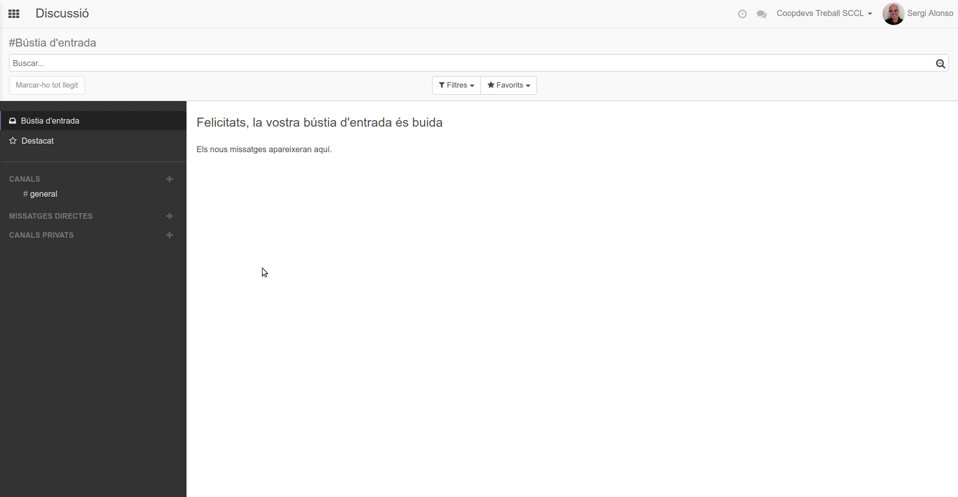 Discussió
Coopdevs Treball SCCL
Sergi Alonso
#Bústia d'entrada
Buscar...
Marcar-ho tot llegit
Filtres
Favorits
Bústia d'entrada
Destacat
CANALS
# general
MISSATGES DIRECTES
CANALS PRIVATS
Felicitats, la vostra bústia d'entrada és buida
Els nous missatges apareixeran aquí.